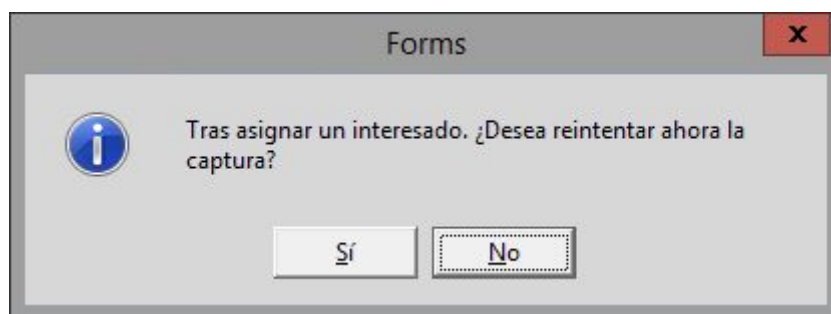 Forms
x
Tras asignar un interesado. ¿Desea reintentar ahora la
captura?
Sí
No